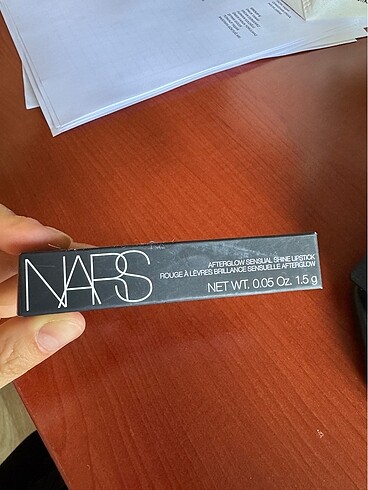 NARS
AFTERGLOW SENSUAL SHINE LIPSTICK
ROUGE À LÈVRES BRILLANCE SENSUELLE AFTERGLOW
NET WT. 0.05 Oz. 1.5 g